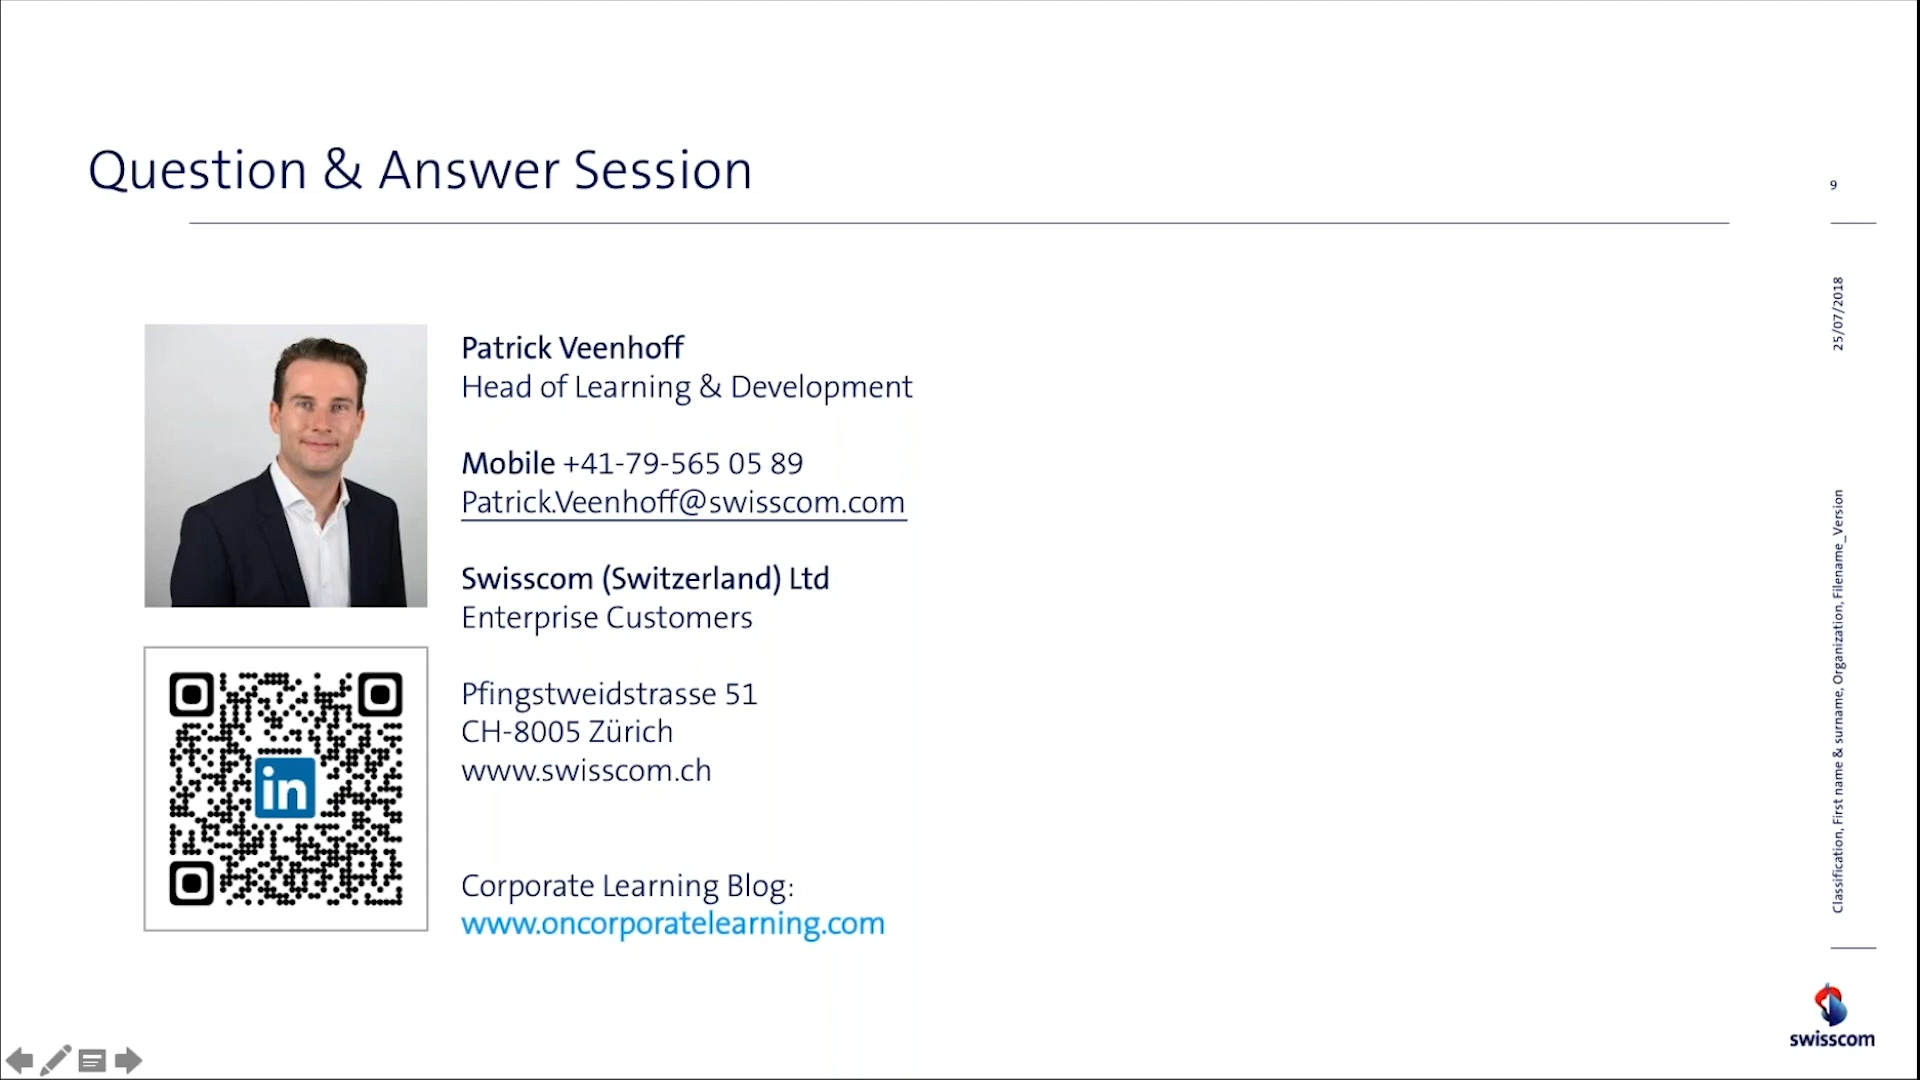 Question & Answer Session
9
25/07/2018
Patrick Veenhoff
Head of Learning & Development
Mobile +41-79-565 05 89
Patrick.Veenhoff@swisscom.com
Swisscom (Switzerland) Ltd
Enterprise Customers
Pfingstweidstrasse 51
CH-8005 Zürich
www.swisscom.ch
in
Corporate Learning Blog:
www.oncorporatelearning.com
Classification, First name & surname, Organization, Filename_Version
swisscom